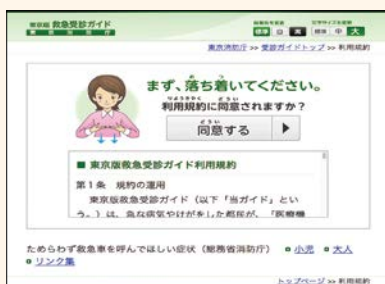 東京版 救急受診ガイド
東京消防庁
標準 白 黒
標準 中 大
東京消防庁 >> 受診ガイドトップ >> 利用規約
まず、落ち着いてください。
利用規約に同意されますか？
同意する
■ 東京版救急受診ガイド利用規約
第1条 規約の運用
東京版救急受診ガイド（以下「当ガイド」とい
う。）は、急な病気やけがをした都民が、「医療機
ためらわず救急車を呼んでほしい症状（総務省消防庁） 小児 大人
リンク集
トップページ >> 利用規約